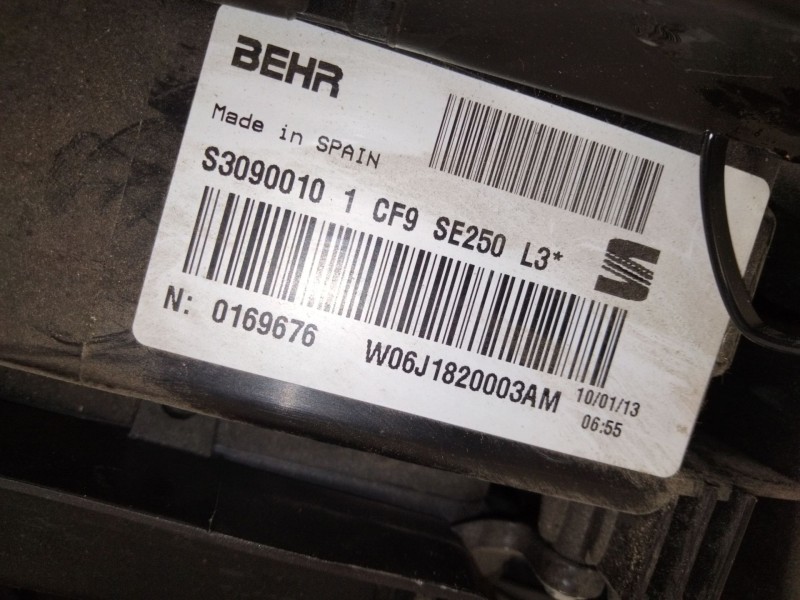 BEHR
Made in SPAIN
S3090010 1 CF9 SE250 L3*
N: 0169676 W06J1820003AM 10/01/13
06:55